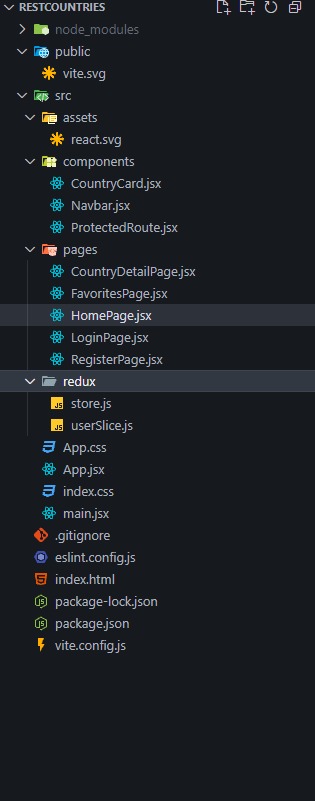 RESTCOUNTRIES
node_modules
public
vite.svg
src
assets
react.svg
components
CountryCard.jsx
Navbar.jsx
ProtectedRoute.jsx
pages
CountryDetailPage.jsx
FavoritesPage.jsx
HomePage.jsx
LoginPage.jsx
RegisterPage.jsx
redux
JS store.js
JS userSlice.js
App.css
App.jsx
index.css
main.jsx
.gitignore
eslint.config.js
index.html
package-lock.json
package.json
vite.config.js